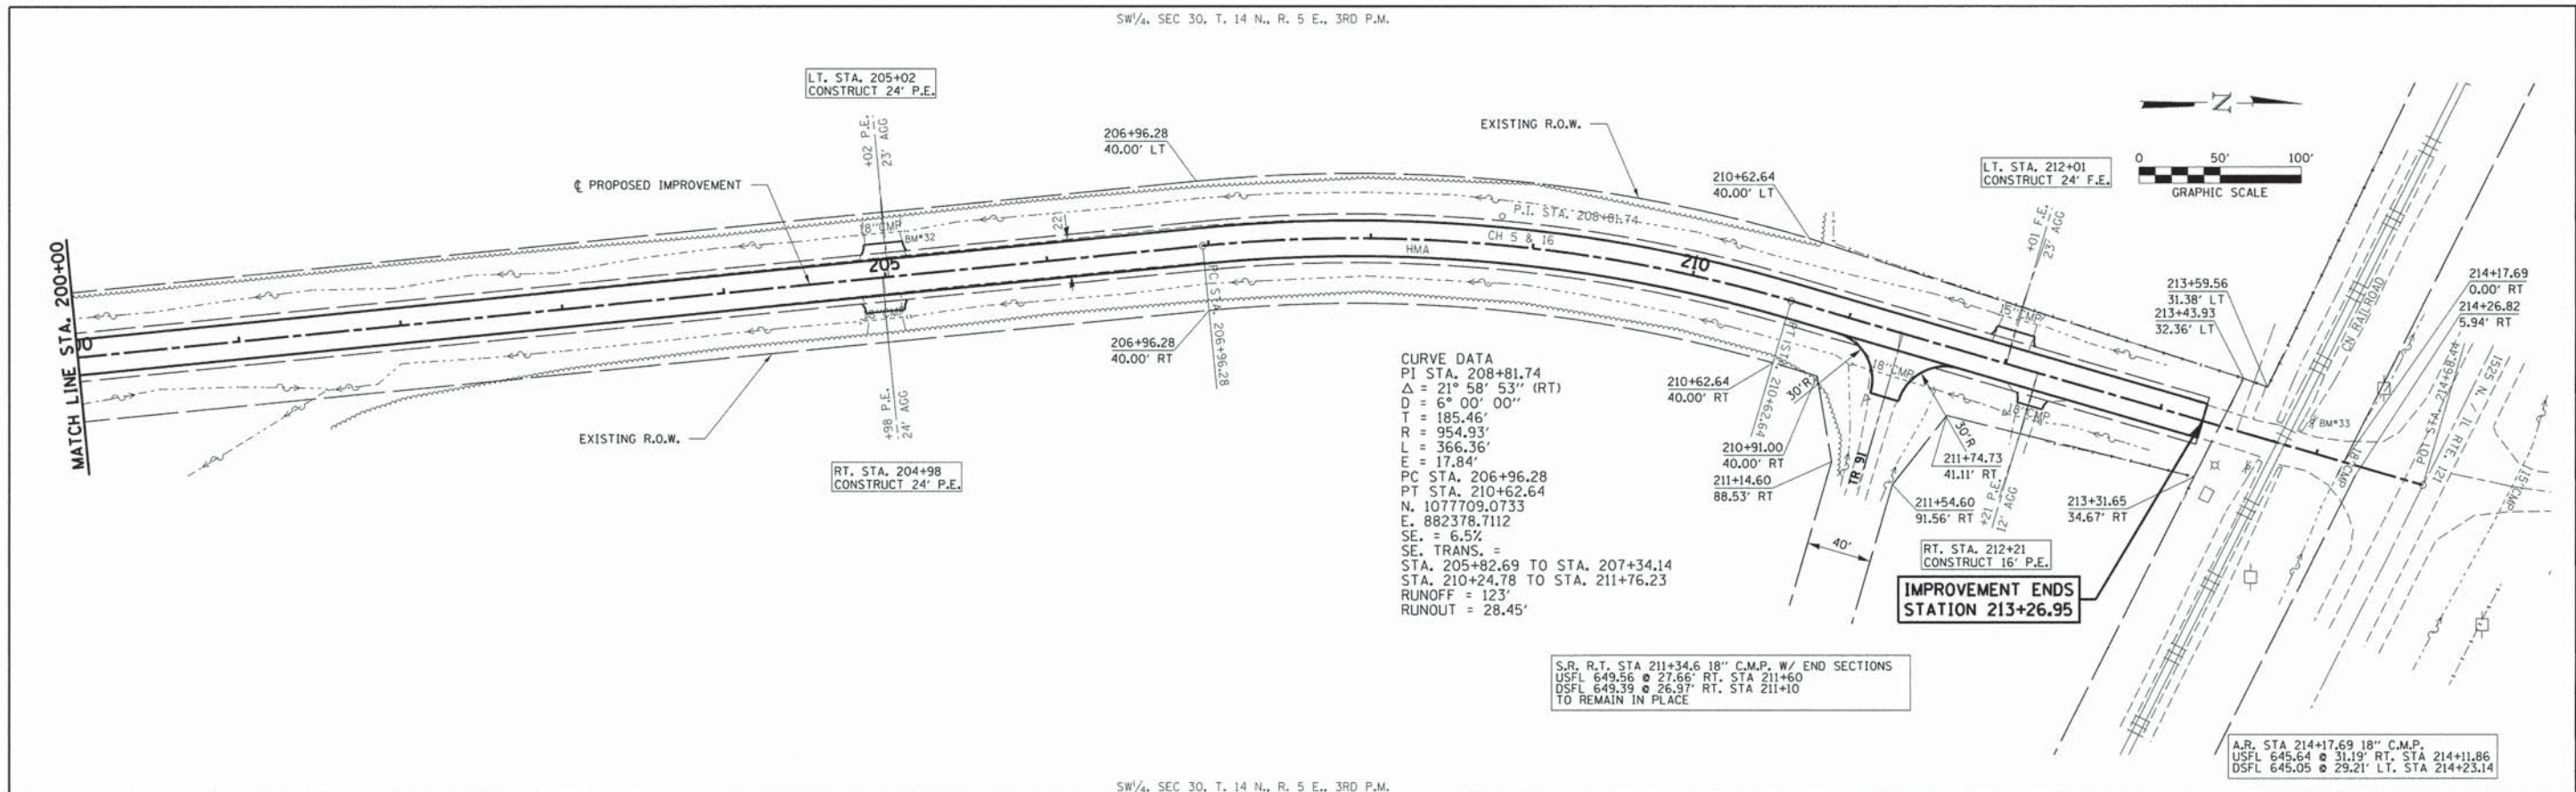 SW¼, SEC 30, T. 14 N., R. 5 E., 3RD P.M.
LT. STA. 205+02
CONSTRUCT 24' P.E.
+02 P.E.
23' AGG
206+96.28
40.00' LT
EXISTING R.O.W.
℄ PROPOSED IMPROVEMENT
N
0 50' 100'
GRAPHIC SCALE
LT. STA. 212+01
CONSTRUCT 24' F.E.
210+62.64
40.00' LT
P.I. STA. 208+81.74
+01 F.E.
23' AGG
MATCH LINE STA. 200+00
00
18"CMP
BM#32
205
22'
CH 5 & 16
HMA
210
PC STA. 206+96.28
18"CMP
213+59.56
31.38' LT
213+43.93
32.36' LT
CN RAILROAD
214+17.69
0.00' RT
214+26.82
5.94' RT
15"CMP
206+96.28
40.00' RT
+98 P.E.
24' AGG
EXISTING R.O.W.
RT. STA. 204+98
CONSTRUCT 24' P.E.
CURVE DATA
PI STA. 208+81.74
Δ = 21° 58' 53" (RT)
D = 6° 00' 00"
T = 185.46'
R = 954.93'
L = 366.36'
E = 17.84'
PC STA. 206+96.28
PT STA. 210+62.64
N. 1077709.0733
E. 882378.7112
SE. = 6.5%
SE. TRANS. =
STA. 205+82.69 TO STA. 207+34.14
STA. 210+24.78 TO STA. 211+76.23
RUNOFF = 123'
RUNOUT = 28.45'
PT STA. 210+62.64
210+62.64
40.00' RT
30'R
18"CMP
18"CMP
30'R
210+91.00
40.00' RT
211+14.60
88.53' RT
TR 91
211+74.73
41.11' RT
211+54.60
91.56' RT
+21 P.E.
12' AGG
213+31.65
34.67' RT
BM#33
18"CMP
POT STA. 214+68.44
1525 N. / IL RTE. 121
15"CMP
40'
RT. STA. 212+21
CONSTRUCT 16' P.E.
IMPROVEMENT ENDS
STATION 213+26.95
S.R. R.T. STA 211+34.6 18" C.M.P. W/ END SECTIONS
USFL 649.56 @ 27.66' RT. STA 211+60
DSFL 649.39 @ 26.97' RT. STA 211+10
TO REMAIN IN PLACE
A.R. STA 214+17.69 18" C.M.P.
USFL 645.64 @ 31.19' RT. STA 214+11.86
DSFL 645.05 @ 29.21' LT. STA 214+23.14
SW¼, SEC 30, T. 14 N., R. 5 E., 3RD P.M.